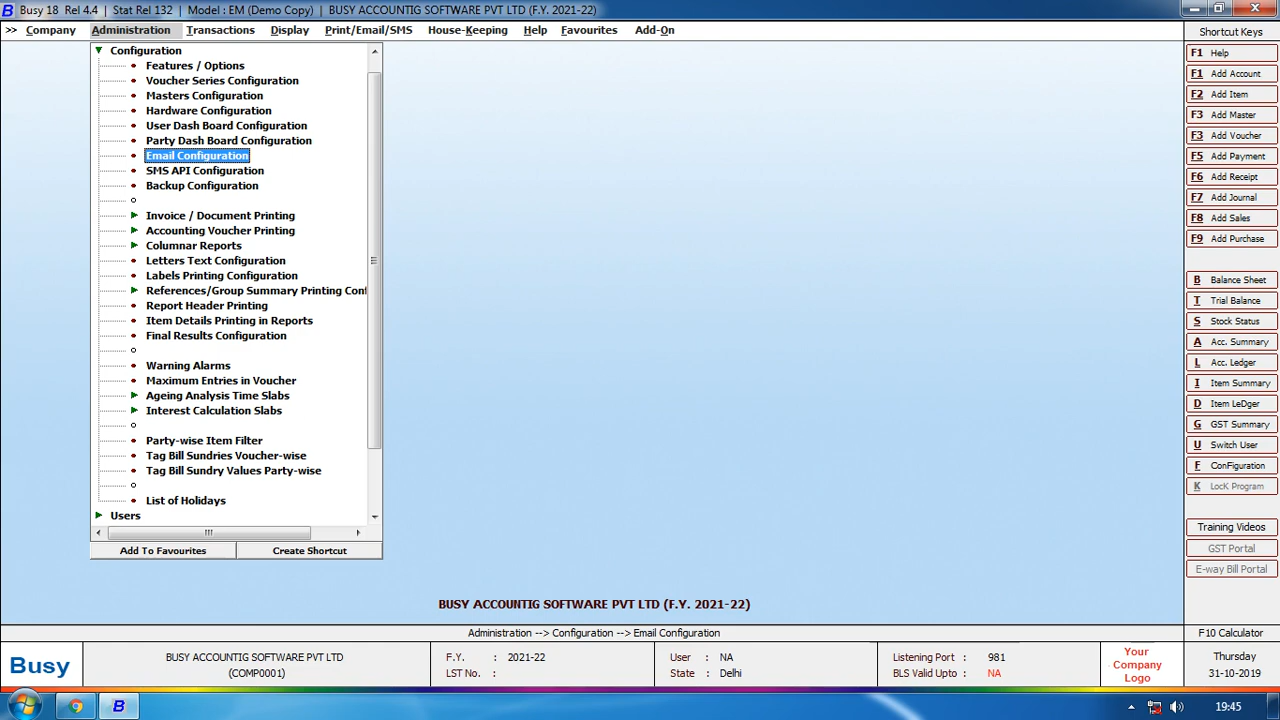 Busy 18 Rel 4.4 | Stat Rel 132 | Model : EM (Demo Copy) | BUSY ACCOUNTIG SOFTWARE PVT LTD (F.Y. 2021-22)
>> Company Administration Transactions Display Print/Email/SMS House-Keeping Help Favourites Add-On
Configuration
Features / Options
Voucher Series Configuration
Masters Configuration
Hardware Configuration
User Dash Board Configuration
Party Dash Board Configuration
Email Configuration
SMS API Configuration
Backup Configuration
Invoice / Document Printing
Accounting Voucher Printing
Columnar Reports
Letters Text Configuration
Labels Printing Configuration
References/Group Summary Printing Conf
Report Header Printing
Item Details Printing in Reports
Final Results Configuration
Warning Alarms
Maximum Entries in Voucher
Ageing Analysis Time Slabs
Interest Calculation Slabs
Party-wise Item Filter
Tag Bill Sundries Voucher-wise
Tag Bill Sundry Values Party-wise
List of Holidays
Users
Add To Favourites Create Shortcut
Shortcut Keys
F1 Help
F1 Add Account
F2 Add Item
F3 Add Master
F3 Add Voucher
F5 Add Payment
F6 Add Receipt
F7 Add Journal
F8 Add Sales
F9 Add Purchase
B Balance Sheet
T Trial Balance
S Stock Status
A Acc. Summary
L Acc. Ledger
I Item Summary
D Item LeDger
G GST Summary
U Switch User
F ConFiguration
K LocK Program
Training Videos
GST Portal
E-way Bill Portal
BUSY ACCOUNTIG SOFTWARE PVT LTD (F.Y. 2021-22)
Administration --> Configuration --> Email Configuration
F10 Calculator
Busy
BUSY ACCOUNTIG SOFTWARE PVT LTD
(COMP0001)
F.Y. : 2021-22
LST No. :
User : NA
State : Delhi
Listening Port : 981
BLS Valid Upto : NA
Your
Company
Logo
Thursday
31-10-2019
19:45